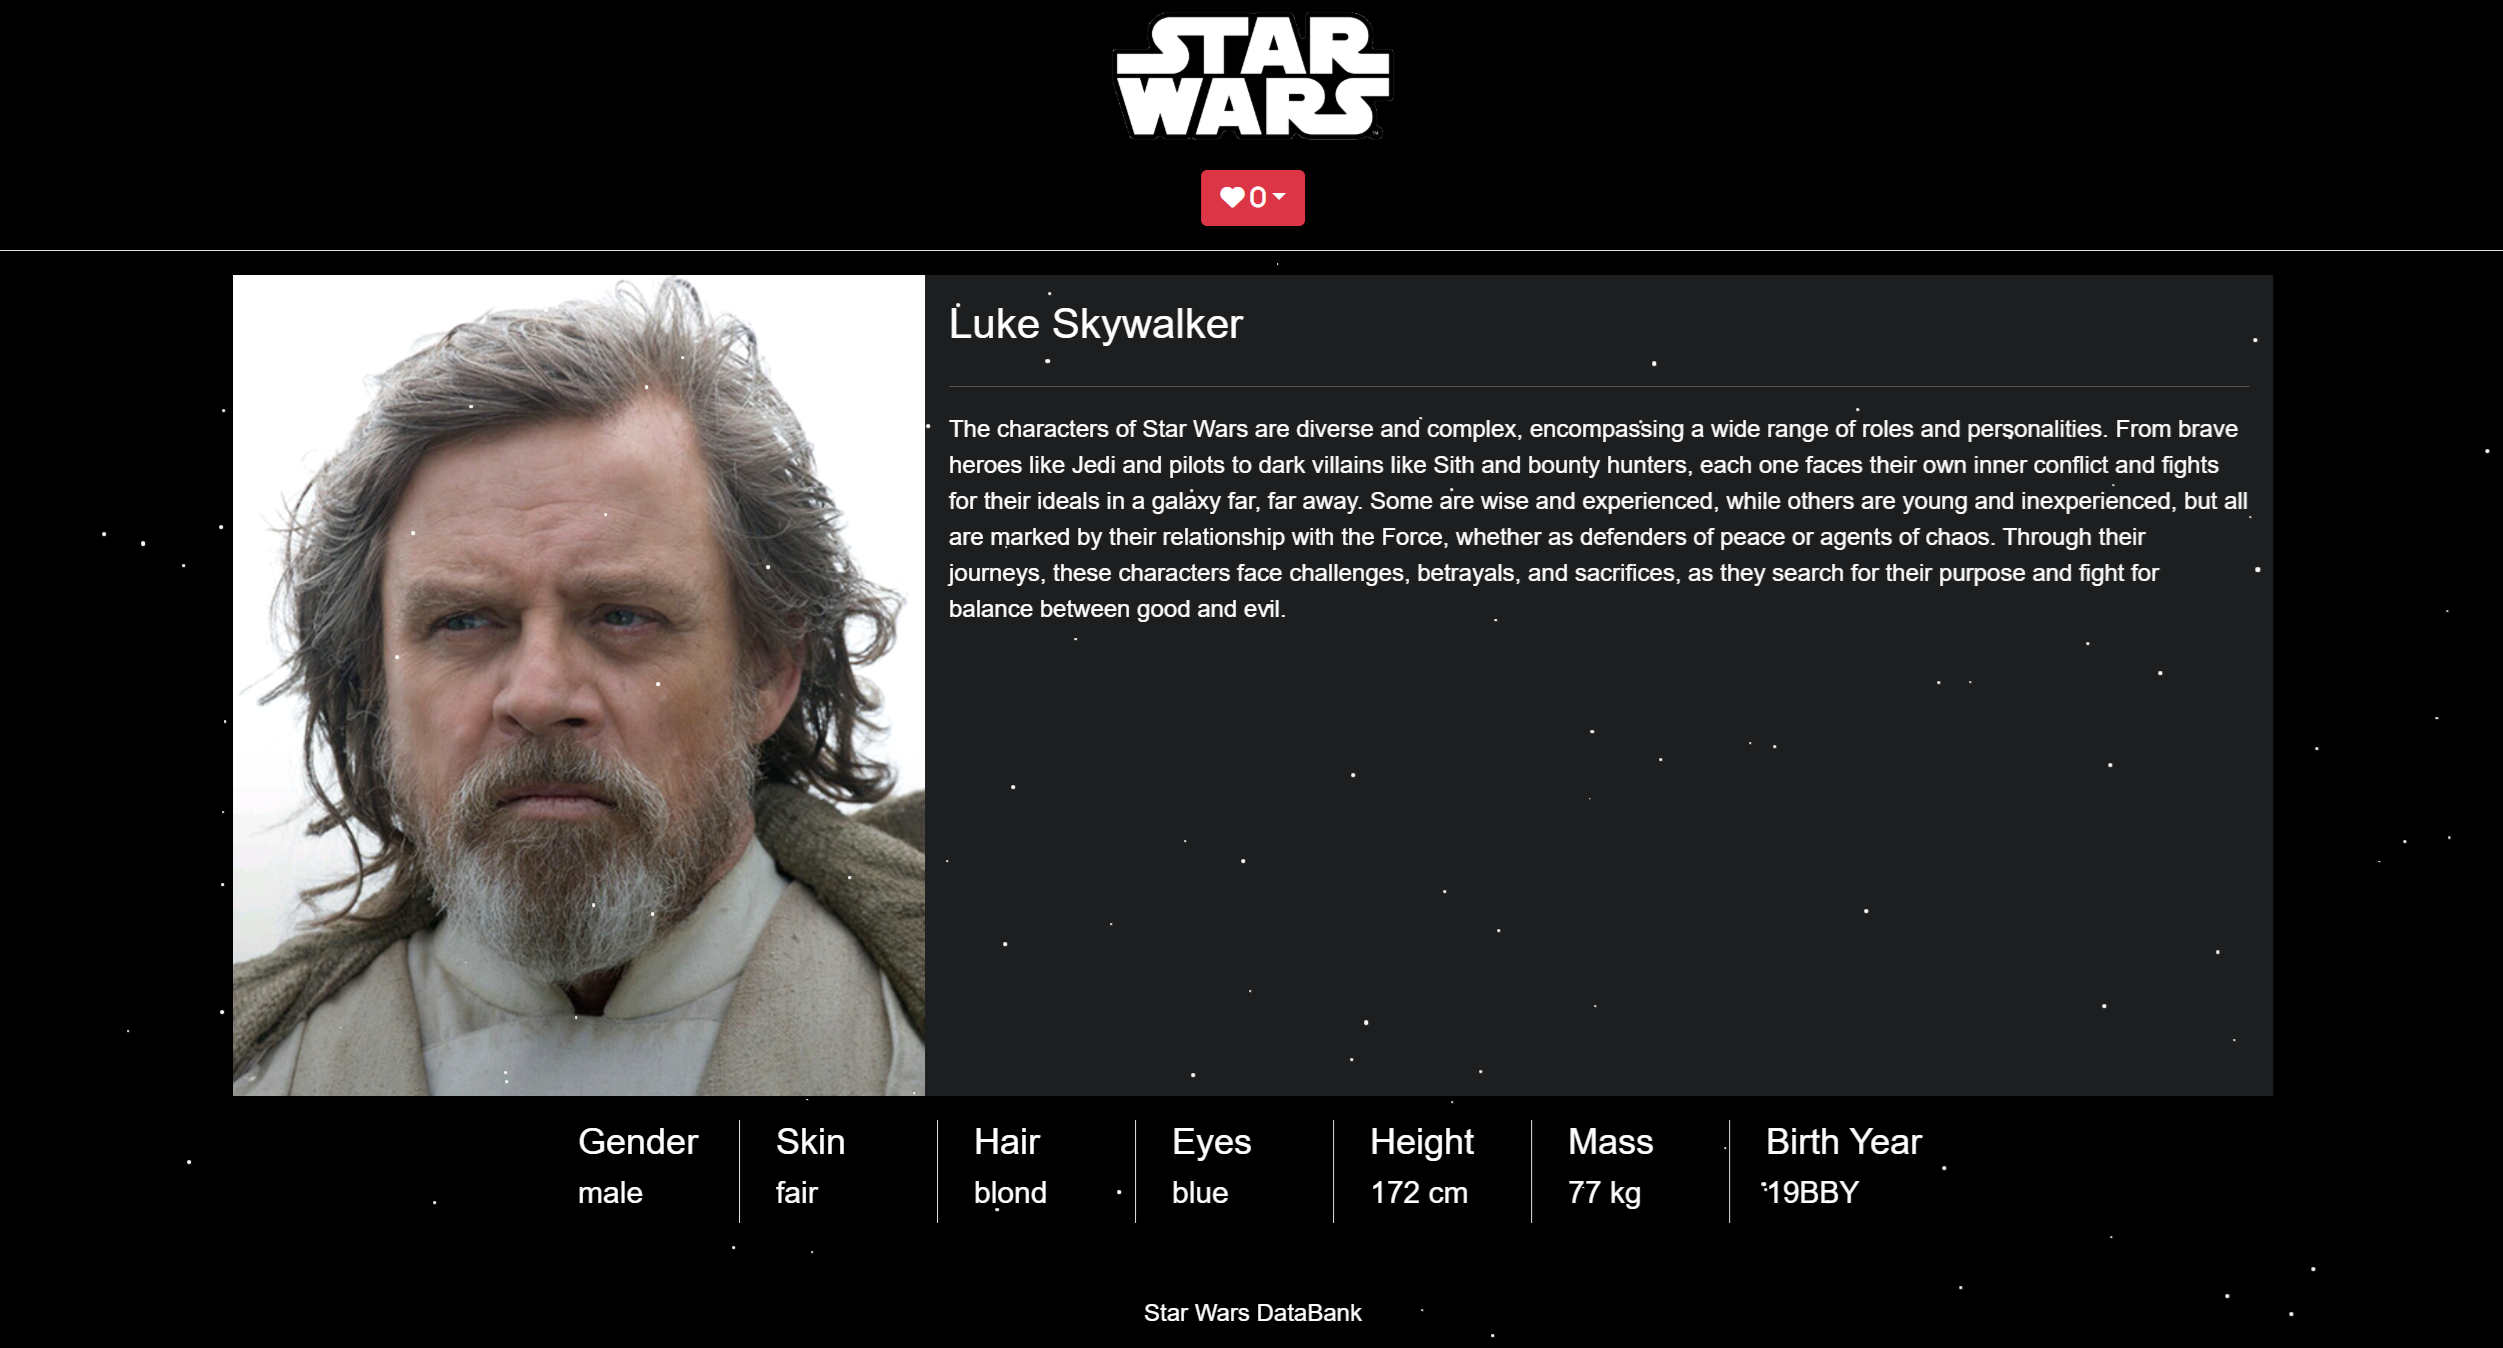 STAR
WARS
0
Luke Skywalker
The characters of Star Wars are diverse and complex, encompassing a wide range of roles and personalities. From brave
heroes like Jedi and pilots to dark villains like Sith and bounty hunters, each one faces their own inner conflict and fights
for their ideals in a galaxy far, far away. Some are wise and experienced, while others are young and inexperienced, but all
are marked by their relationship with the Force, whether as defenders of peace or agents of chaos. Through their
journeys, these characters face challenges, betrayals, and sacrifices, as they search for their purpose and fight for
balance between good and evil.
Gender Skin Hair Eyes Height Mass Birth Year
male fair blond blue 172 cm 77 kg 19BBY
Star Wars DataBank